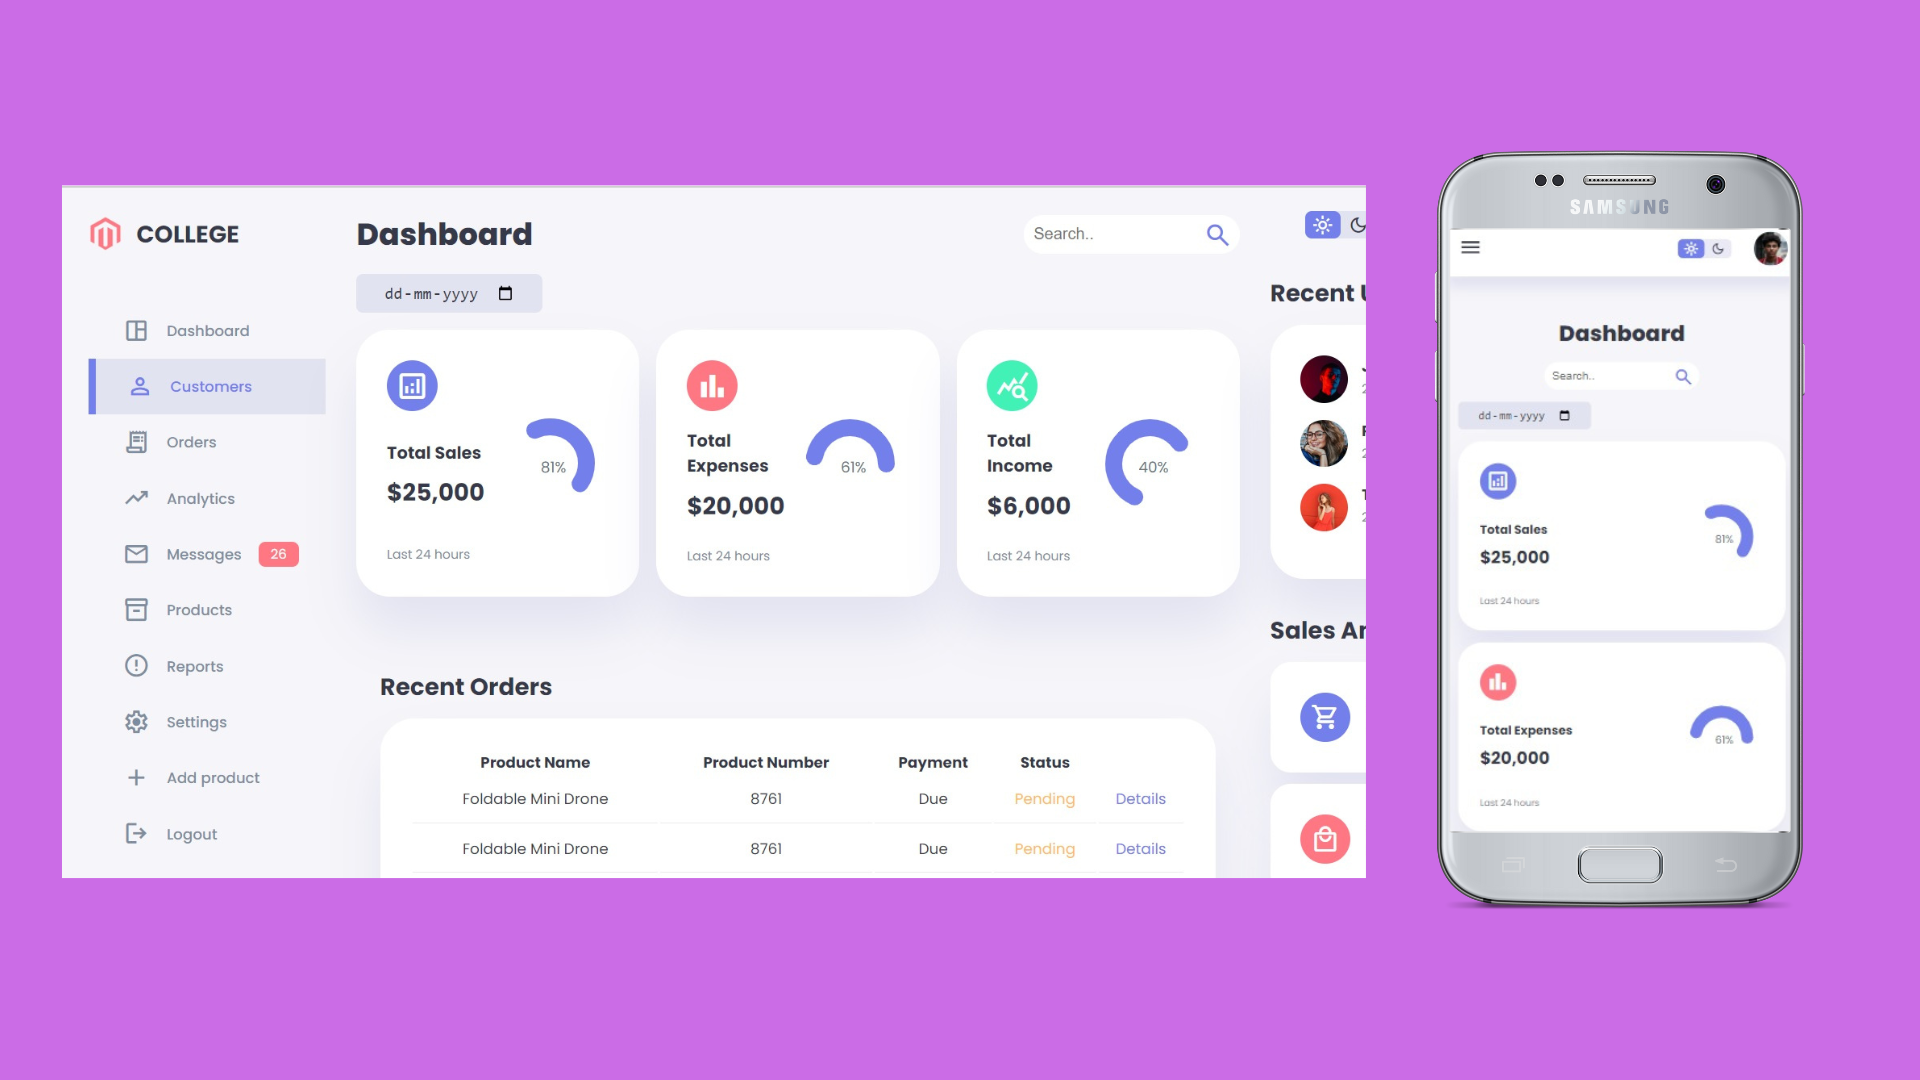 COLLEGE
Dashboard
Customers
Orders
Analytics
Messages 26
Products
Reports
Settings
Add product
Logout
Dashboard
Search..
dd-mm-yyyy
Total Sales
$25,000
81%
Last 24 hours
Total
Expenses
$20,000
61%
Last 24 hours
Total
Income
$6,000
40%
Last 24 hours
Recent Orders
Product Name Product Number Payment Status
Foldable Mini Drone 8761 Due Pending Details
Foldable Mini Drone 8761 Due Pending Details
Recent
Sales
SAMSUNG
Dashboard
Search..
dd-mm-yyyy
Total Sales
$25,000
81%
Last 24 hours
Total Expenses
$20,000
61%
Last 24 hours